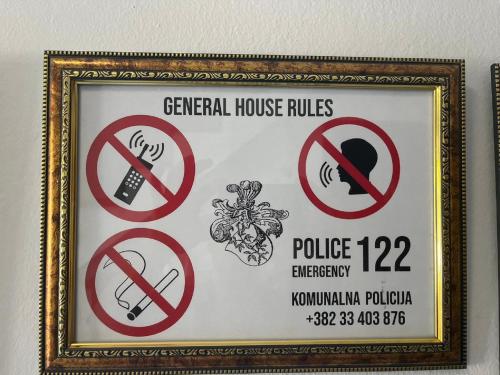 GENERAL HOUSE RULES
POLICE 122
EMERGENCY
KOMUNALNA POLICIJA
+382 33 403 876